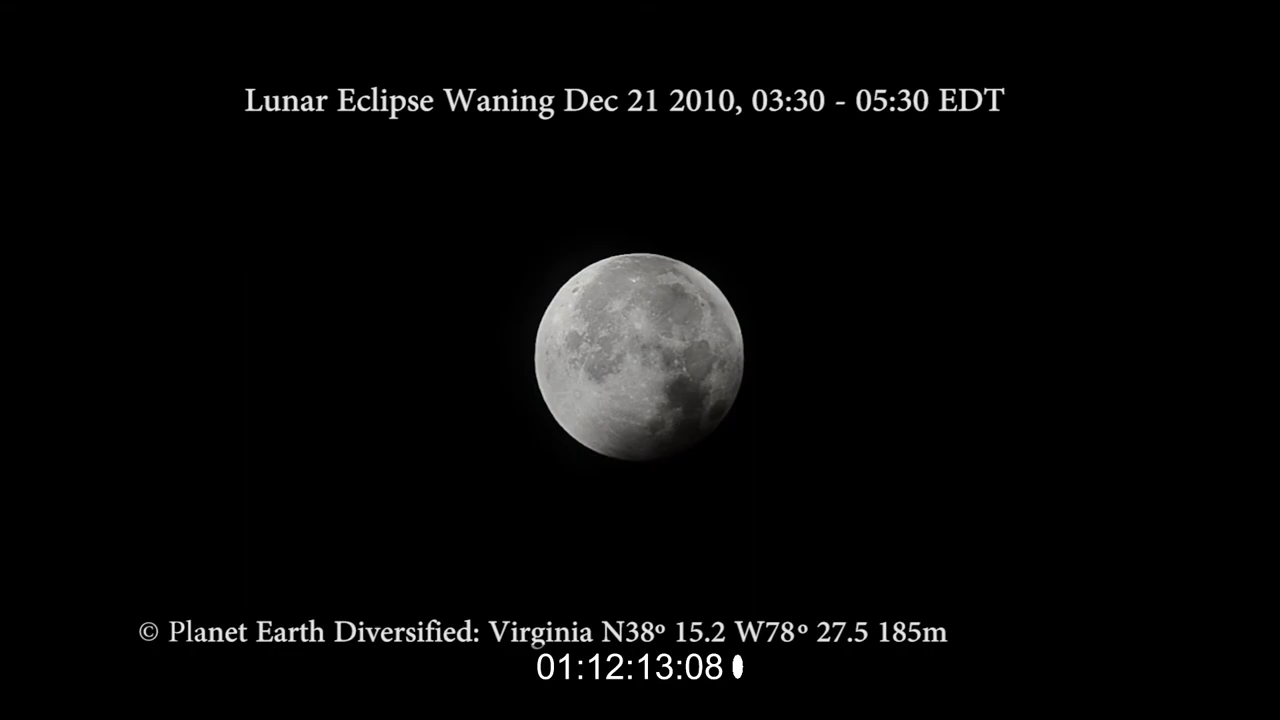 Lunar Eclipse Waning Dec 21 2010, 03:30 - 05:30 EDT
© Planet Earth Diversified: Virginia N38º 15.2 W78º 27.5 185m
01:12:13:08